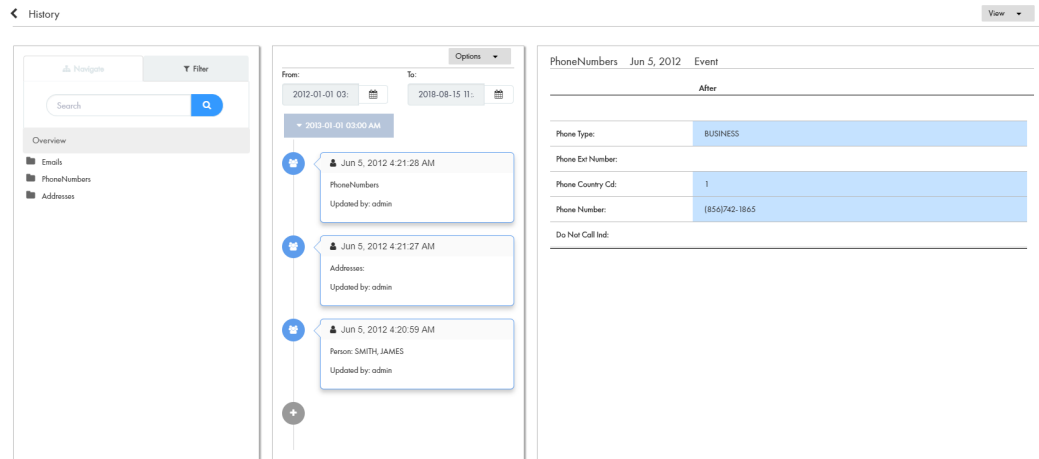 History
View
Navigate
Filter
Search
Overview
Emails
PhoneNumbers
Addresses
Options
From:
To:
2012-01-01 03:
2018-08-15 11:
2013-01-01 03:00 AM
Jun 5, 2012 4:21:28 AM
PhoneNumbers
Updated by: admin
Jun 5, 2012 4:21:27 AM
Addresses:
Updated by: admin
Jun 5, 2012 4:20:59 AM
Person: SMITH, JAMES
Updated by: admin
PhoneNumbers Jun 5, 2012 Event
After
Phone Type: BUSINESS
Phone Ext Number:
Phone Country Cd: 1
Phone Number: (856)742-1865
Do Not Call Ind: